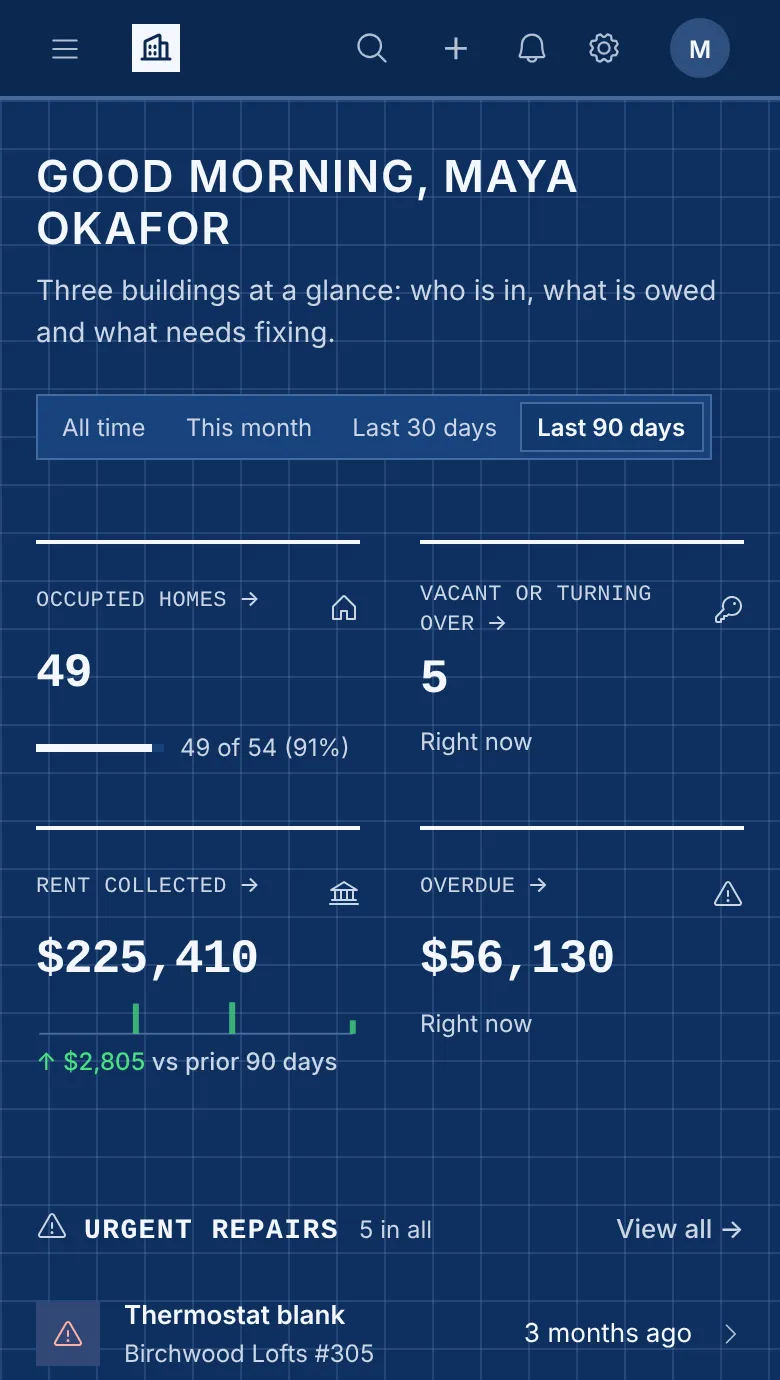 M
GOOD MORNING, MAYA
OKAFOR
Three buildings at a glance: who is in, what is owed
and what needs fixing.
All time This month Last 30 days Last 90 days
OCCUPIED HOMES →
49
49 of 54 (91%)
VACANT OR TURNING
OVER →
5
Right now
RENT COLLECTED →
$225,410
↑ $2,805 vs prior 90 days
OVERDUE →
$56,130
Right now
URGENT REPAIRS 5 in all View all →
Thermostat blank
Birchwood Lofts #305
3 months ago